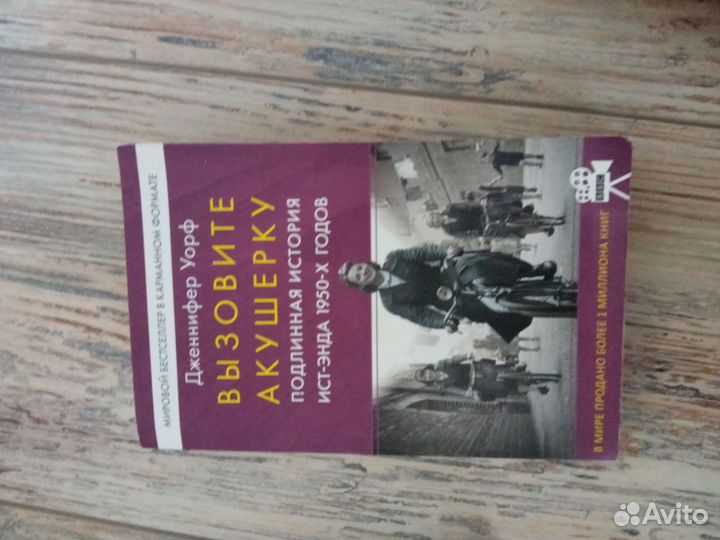 МИРОВОЙ БЕСТСЕЛЛЕР В КАРМАННОМ ФОРМАТЕ
Дженнифер Уорф
ВЫЗОВИТЕ
АКУШЕРКУ
ПОДЛИННАЯ ИСТОРИЯ
ИСТ-ЭНДА 1950-Х ГОДОВ
BBC
В МИРЕ ПРОДАНО БОЛЕЕ 1 МИЛЛИОНА КНИГ
Avito